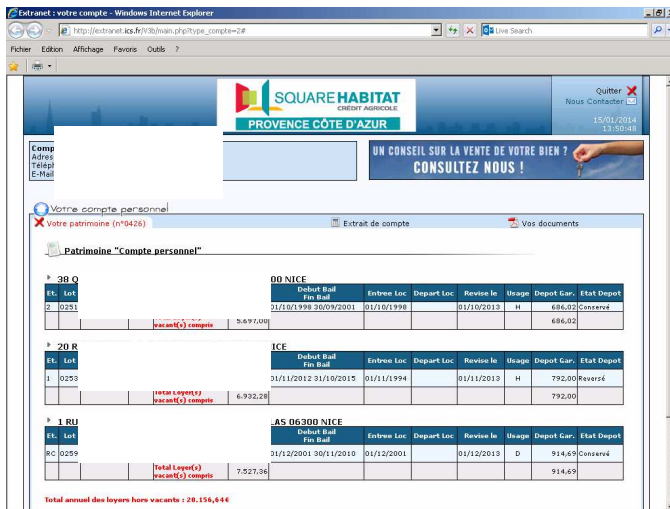 Extranet : votre compte - Windows Internet Explorer
http://extranet.ics.fr/V3b/main.php?type_compte=2#
Live Search
Fichier Edition Affichage Favoris Outils ?
SQUARE HABITAT
CRÉDIT AGRICOLE
PROVENCE CÔTE D'AZUR
Quitter
Nous Contacter
15/01/2014
13:50:48
Comp
Adres
Téléph
E-Mail
UN CONSEIL SUR LA VENTE DE VOTRE BIEN ?
CONSULTEZ NOUS !
Votre compte personnel
Votre patrimoine (n°0426) Extrait de compte Vos documents
Patrimoine "Compte personnel"
38 Q 00 NICE
Et. Lot Debut Bail Fin Bail Entree Loc Depart Loc Revise le Usage Depot Gar. Etat Depot
2 0251 01/10/1998 30/09/2001 01/10/1998 01/10/2013 H 686,02 Conservé
vacant(s) compris 5.697,00 686,02
20 R ICE
Et. Lot Debut Bail Fin Bail Entree Loc Depart Loc Revise le Usage Depot Gar. Etat Depot
1 0253 01/11/2012 31/10/2015 01/11/1994 01/11/2013 H 792,00 Reversé
Total Loyer(s) vacant(s) compris 6.932,28 792,00
1 RU LAS 06300 NICE
Et. Lot Debut Bail Fin Bail Entree Loc Depart Loc Revise le Usage Depot Gar. Etat Depot
RC 0259 01/12/2001 30/11/2010 01/12/2001 01/12/2013 D 914,69 Conservé
Total Loyer(s) vacant(s) compris 7.527,36 914,69
Total annuel des loyers hors vacants : 20.156,64€